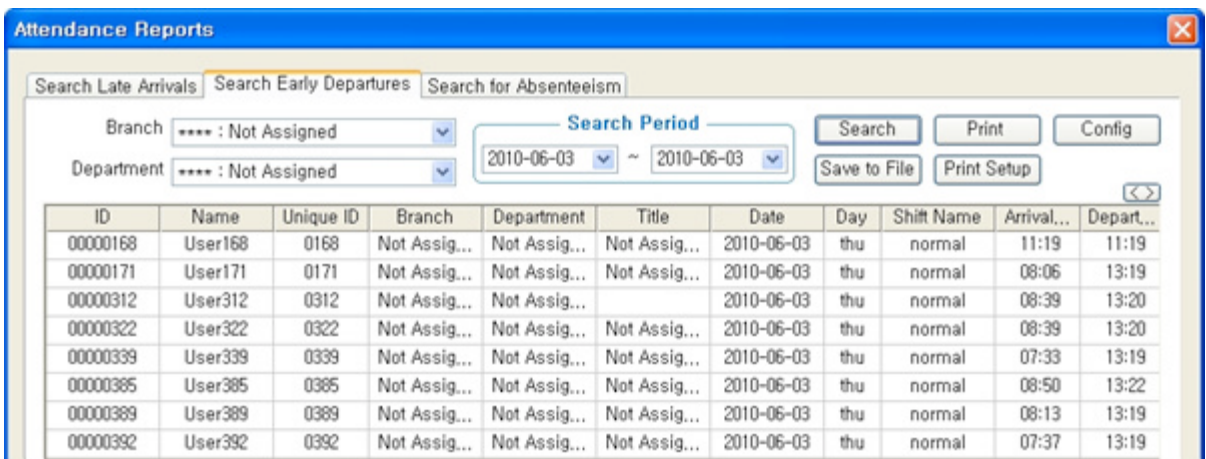 Attendance Reports
Search Late Arrivals Search Early Departures Search for Absenteeism
Branch **** : Not Assigned Search Period Search Print Config
Department **** : Not Assigned 2010-06-03 ~ 2010-06-03 Save to File Print Setup
<>
ID Name Unique ID Branch Department Title Date Day Shift Name Arrival... Depart...
00000168 User168 0168 Not Assig... Not Assig... Not Assig... 2010-06-03 thu normal 11:19 11:19
00000171 User171 0171 Not Assig... Not Assig... Not Assig... 2010-06-03 thu normal 08:06 13:19
00000312 User312 0312 Not Assig... Not Assig... 2010-06-03 thu normal 08:39 13:20
00000322 User322 0322 Not Assig... Not Assig... Not Assig... 2010-06-03 thu normal 08:39 13:20
00000339 User339 0339 Not Assig... Not Assig... Not Assig... 2010-06-03 thu normal 07:33 13:19
00000385 User385 0385 Not Assig... Not Assig... Not Assig... 2010-06-03 thu normal 08:50 13:22
00000389 User389 0389 Not Assig... Not Assig... Not Assig... 2010-06-03 thu normal 08:13 13:19
00000392 User392 0392 Not Assig... Not Assig... Not Assig... 2010-06-03 thu normal 07:37 13:19